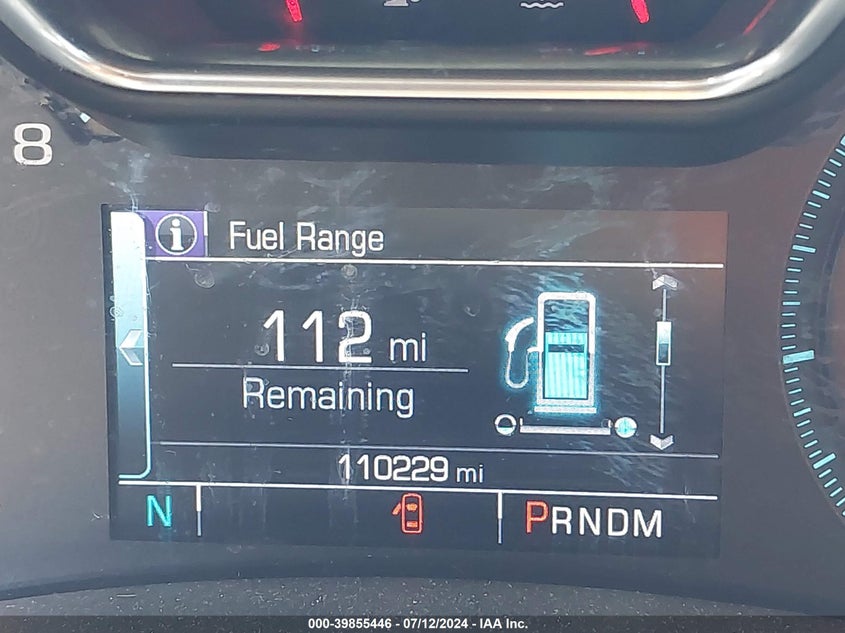 8
i Fuel Range
112 mi
Remaining
110229 mi
N PRNDM
000-39855446 - 07/12/2024 - IAA Inc.